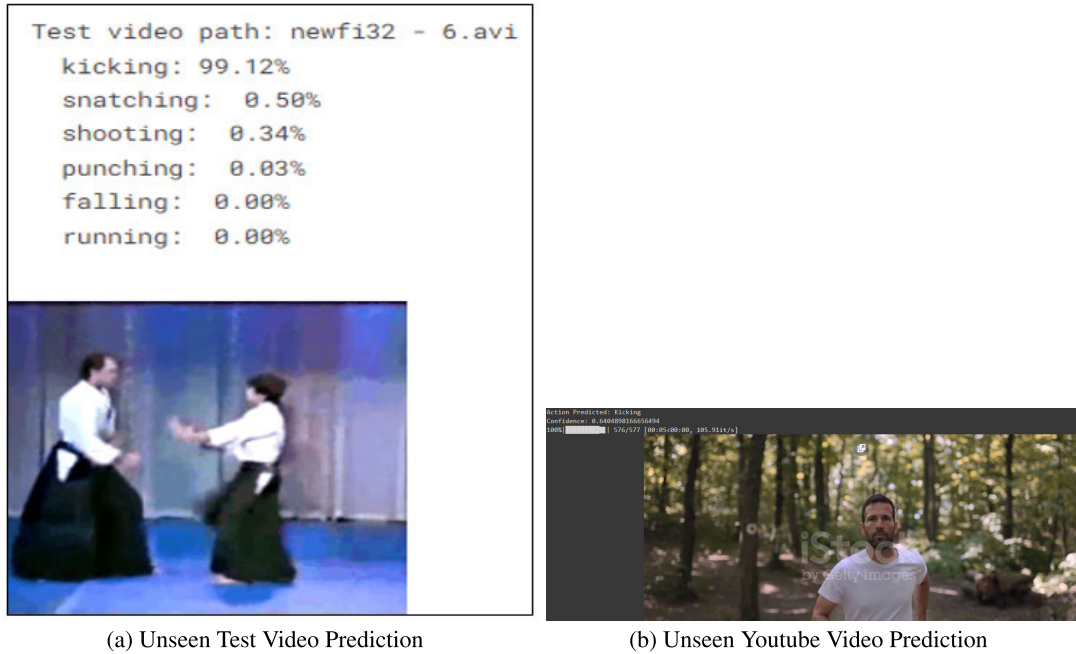 Test video path: newfi32 - 6.avi
kicking: 99.12%
snatching: 0.50%
shooting: 0.34%
punching: 0.03%
falling: 0.00%
running: 0.00%
Action Predicted: Kicking
Confidence: 0.6404898166656494
100%| | 576/577 [00:05<00:00, 105.91it/s]
iStock
by Getty Images
(a) Unseen Test Video Prediction
(b) Unseen Youtube Video Prediction